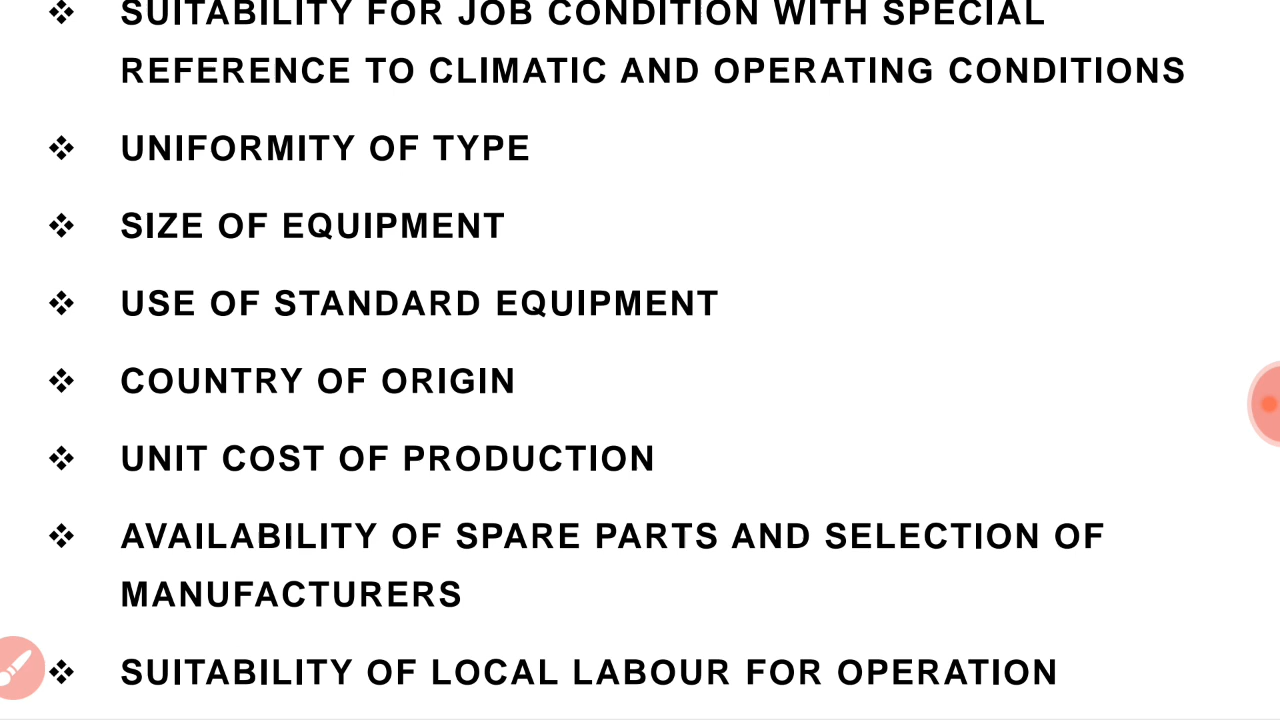 ❖ SUITABILITY FOR JOB CONDITION WITH SPECIAL
REFERENCE TO CLIMATIC AND OPERATING CONDITIONS
❖ UNIFORMITY OF TYPE
❖ SIZE OF EQUIPMENT
❖ USE OF STANDARD EQUIPMENT
❖ COUNTRY OF ORIGIN
❖ UNIT COST OF PRODUCTION
❖ AVAILABILITY OF SPARE PARTS AND SELECTION OF
MANUFACTURERS
❖ SUITABILITY OF LOCAL LABOUR FOR OPERATION